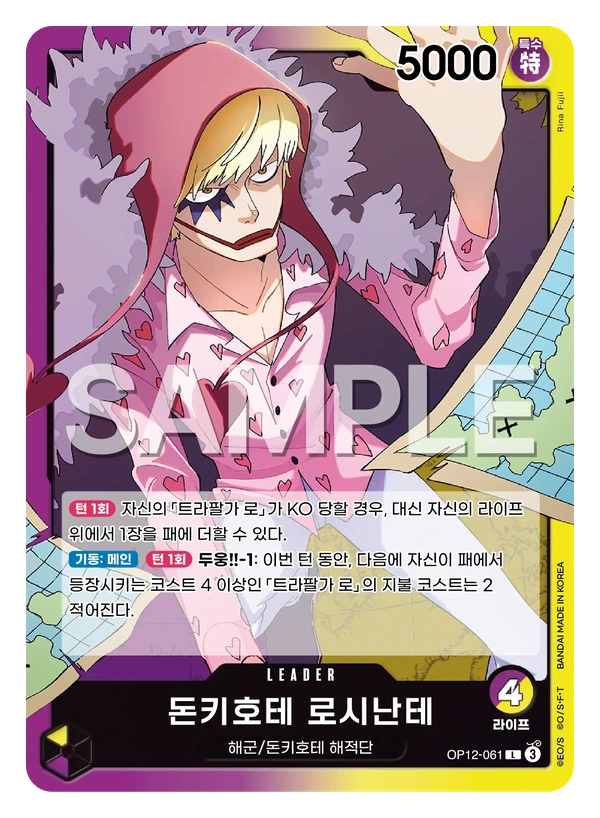 5000
특수
特
Rina Fujii
SAMPLE
턴 1회 자신의 「트라팔가 로」가 KO 당할 경우, 대신 자신의 라이프
위에서 1장을 패에 더할 수 있다.
기동: 메인 턴 1회 두웅!!-1: 이번 턴 동안, 다음에 자신이 패에서
등장시키는 코스트 4 이상인 「트라팔가 로」의 지불 코스트는 2
적어진다.
LEADER
돈키호테 로시난테
해군/돈키호테 해적단
4
라이프
OP12-061 L 3
©E.O/S ©O/S·F·T BANDAI MADE IN KOREA